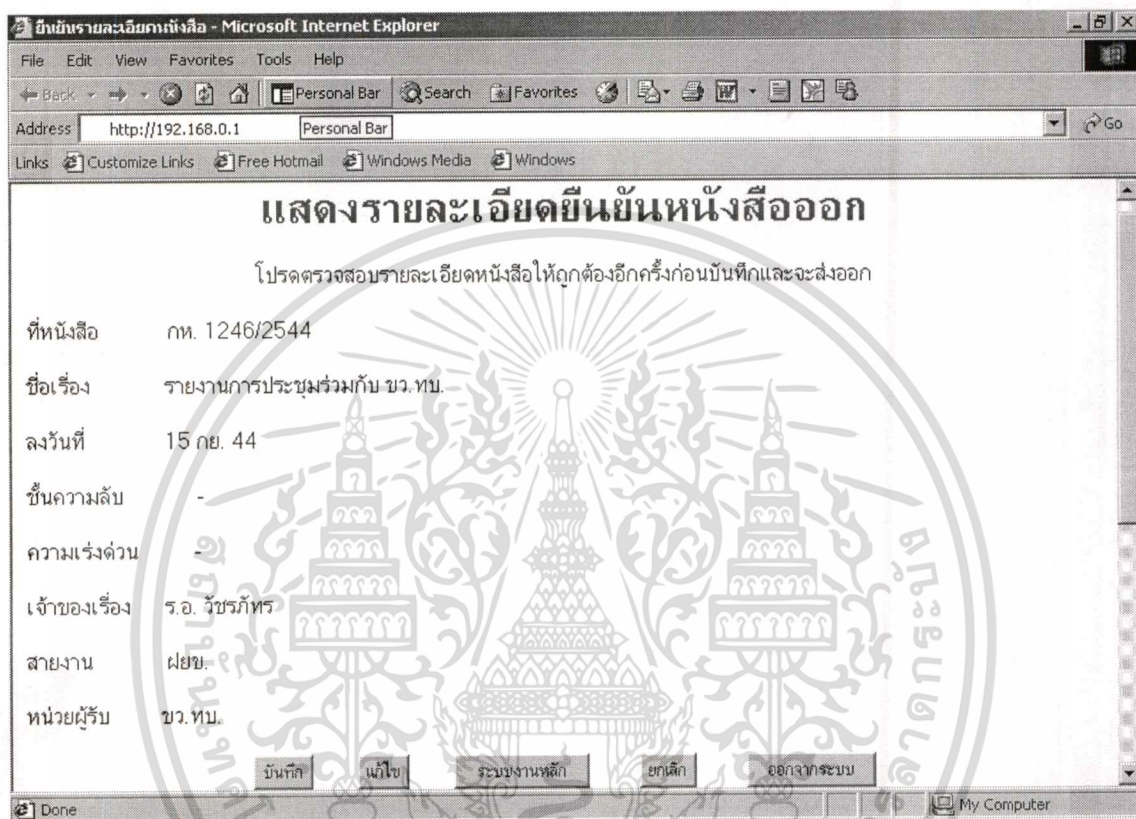 ยืนยันรายละเอียดหนังสือ - Microsoft Internet Explorer
File Edit View Favorites Tools Help
Back Personal Bar Search Favorites
Address http://192.168.0.1 Personal Bar Go
Links Customize Links Free Hotmail Windows Media Windows
แสดงรายละเอียดยืนยันหนังสือออก
โปรดตรวจสอบรายละเอียดหนังสือให้ถูกต้องอีกครั้งก่อนบันทึกและจะส่งออก
ที่หนังสือ กห. 1246/2544
ชื่อเรื่อง รายงานการประชุมร่วมกับ ขว.ทบ.
ลงวันที่ 15 กย. 44
ชั้นความลับ -
ความเร่งด่วน -
เจ้าของเรื่อง ร.อ. วัชรภัทร
สายงาน ฝยข.
หน่วยผู้รับ ขว.ทบ.
บันทึก แก้ไข ระบบงานหลัก ยกเลิก ออกจากระบบ
Done My Computer